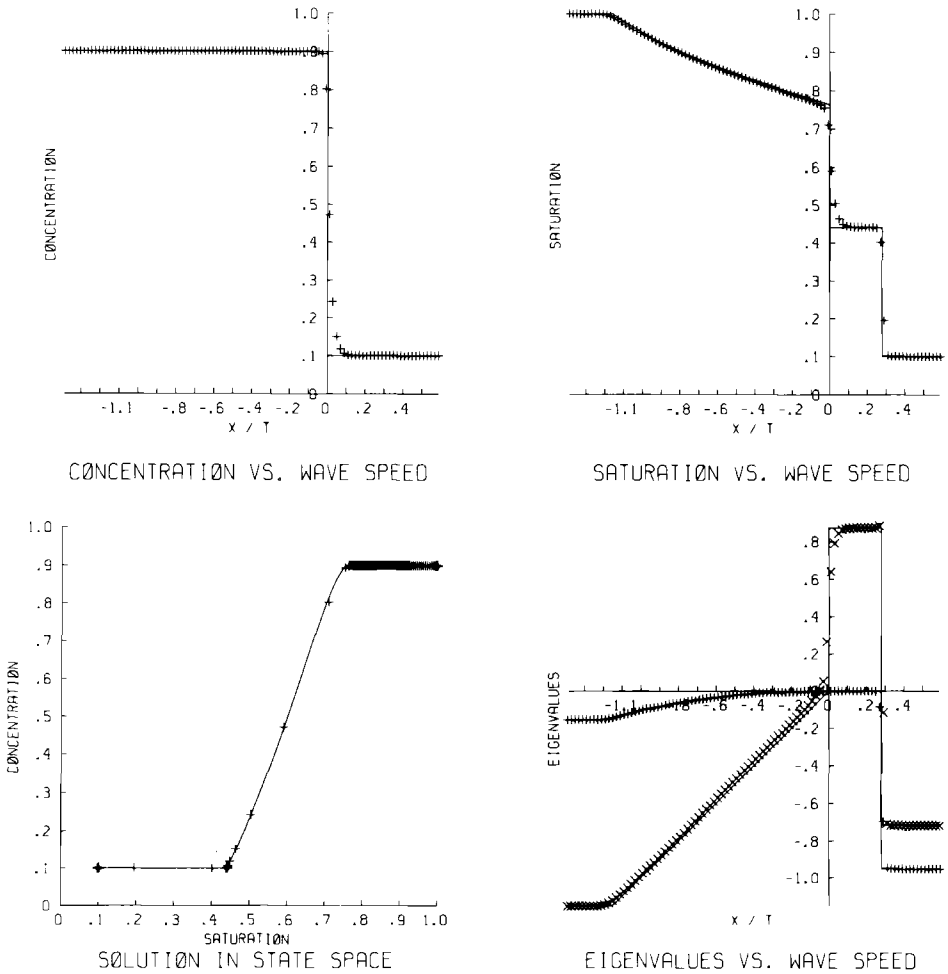 1.0
.9
.8
.7
.6
.5
.4
.3
.2
.1
0
CØNCENTRATIØN
-1.1 -.8 -.6 -.4 -.2 0 .2 .4
X / T
CØNCENTRATIØN VS. WAVE SPEED
1.0
.9
.8
.7
.6
.5
.4
.3
.2
.1
0
SATURATIØN
-1.1 -.8 -.6 -.4 -.2 0 .2 .4
X / T
SATURATIØN VS. WAVE SPEED
1.0
.9
.8
.7
.6
.5
.4
.3
.2
.1
0
CØNCENTRATIØN
0 .1 .2 .3 .4 .5 .6 .7 .8 .9 1.0
SATURATIØN
SØLUTIØN IN STATE SPACE
.8
.6
.4
.2
-.2
-.4
-.6
-.8
-1.0
EIGENVALUES
-1.1 -.8 -.6 -.4 -.2 0 .2 .4
X / T
EIGENVALUES VS. WAVE SPEED